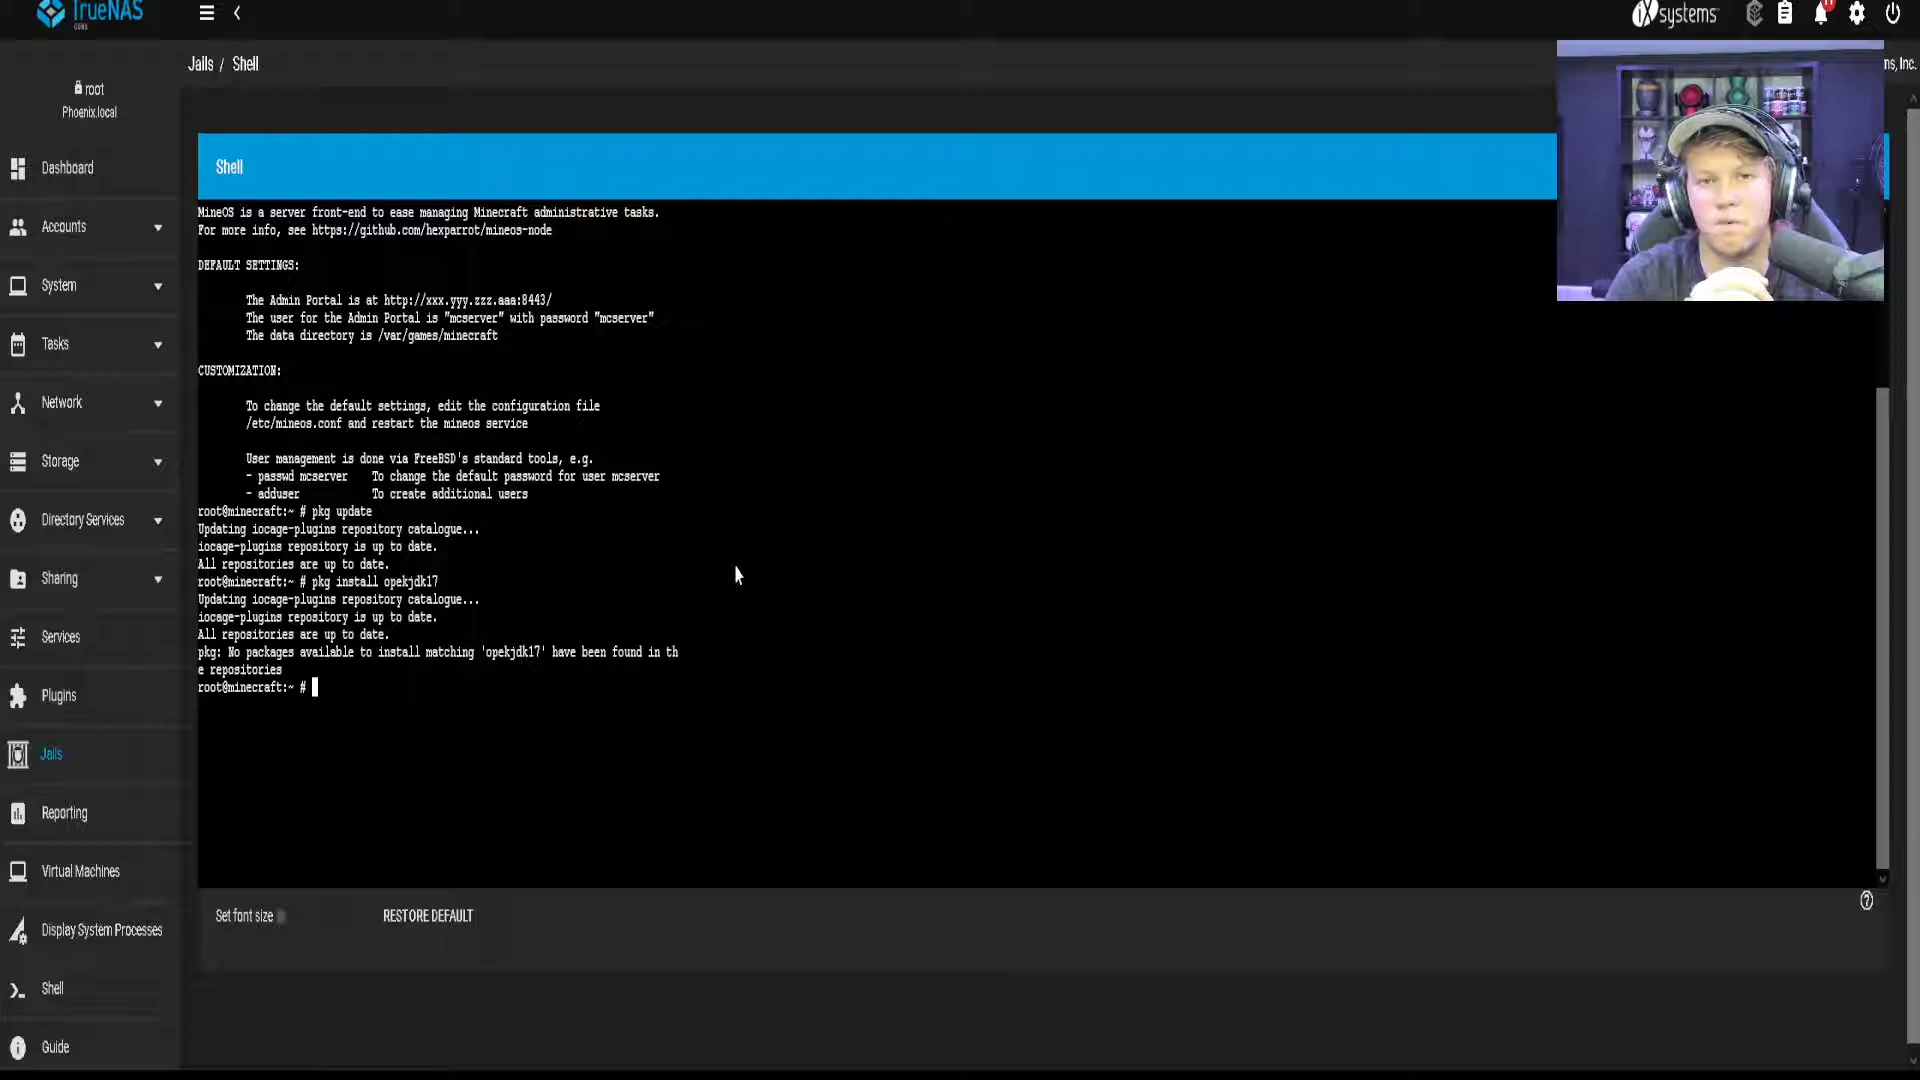 TrueNAS
CORE
iX systems
11
root
Phoenix.local
Jails / Shell
ms, Inc.
Dashboard
Accounts
System
Tasks
Network
Storage
Directory Services
Sharing
Services
Plugins
Jails
Reporting
Virtual Machines
Display System Processes
Shell
Guide
Shell
MineOS is a server front-end to ease managing Minecraft administrative tasks.
For more info, see https://github.com/hexparrot/mineos-node
DEFAULT SETTINGS:
The Admin Portal is at http://xxx.yyy.zzz.aaa:8443/
The user for the Admin Portal is "mcserver" with password "mcserver"
The data directory is /var/games/minecraft
CUSTOMIZATION:
To change the default settings, edit the configuration file
/etc/mineos.conf and restart the mineos service
User management is done via FreeBSD's standard tools, e.g.
- passwd mcserver To change the default password for user mcserver
- adduser To create additional users
root@minecraft:~ # pkg update
Updating iocage-plugins repository catalogue...
iocage-plugins repository is up to date.
All repositories are up to date.
root@minecraft:~ # pkg install opekjdk17
Updating iocage-plugins repository catalogue...
iocage-plugins repository is up to date.
All repositories are up to date.
pkg: No packages available to install matching 'opekjdk17' have been found in th
e repositories
root@minecraft:~ #
Set font size
RESTORE DEFAULT